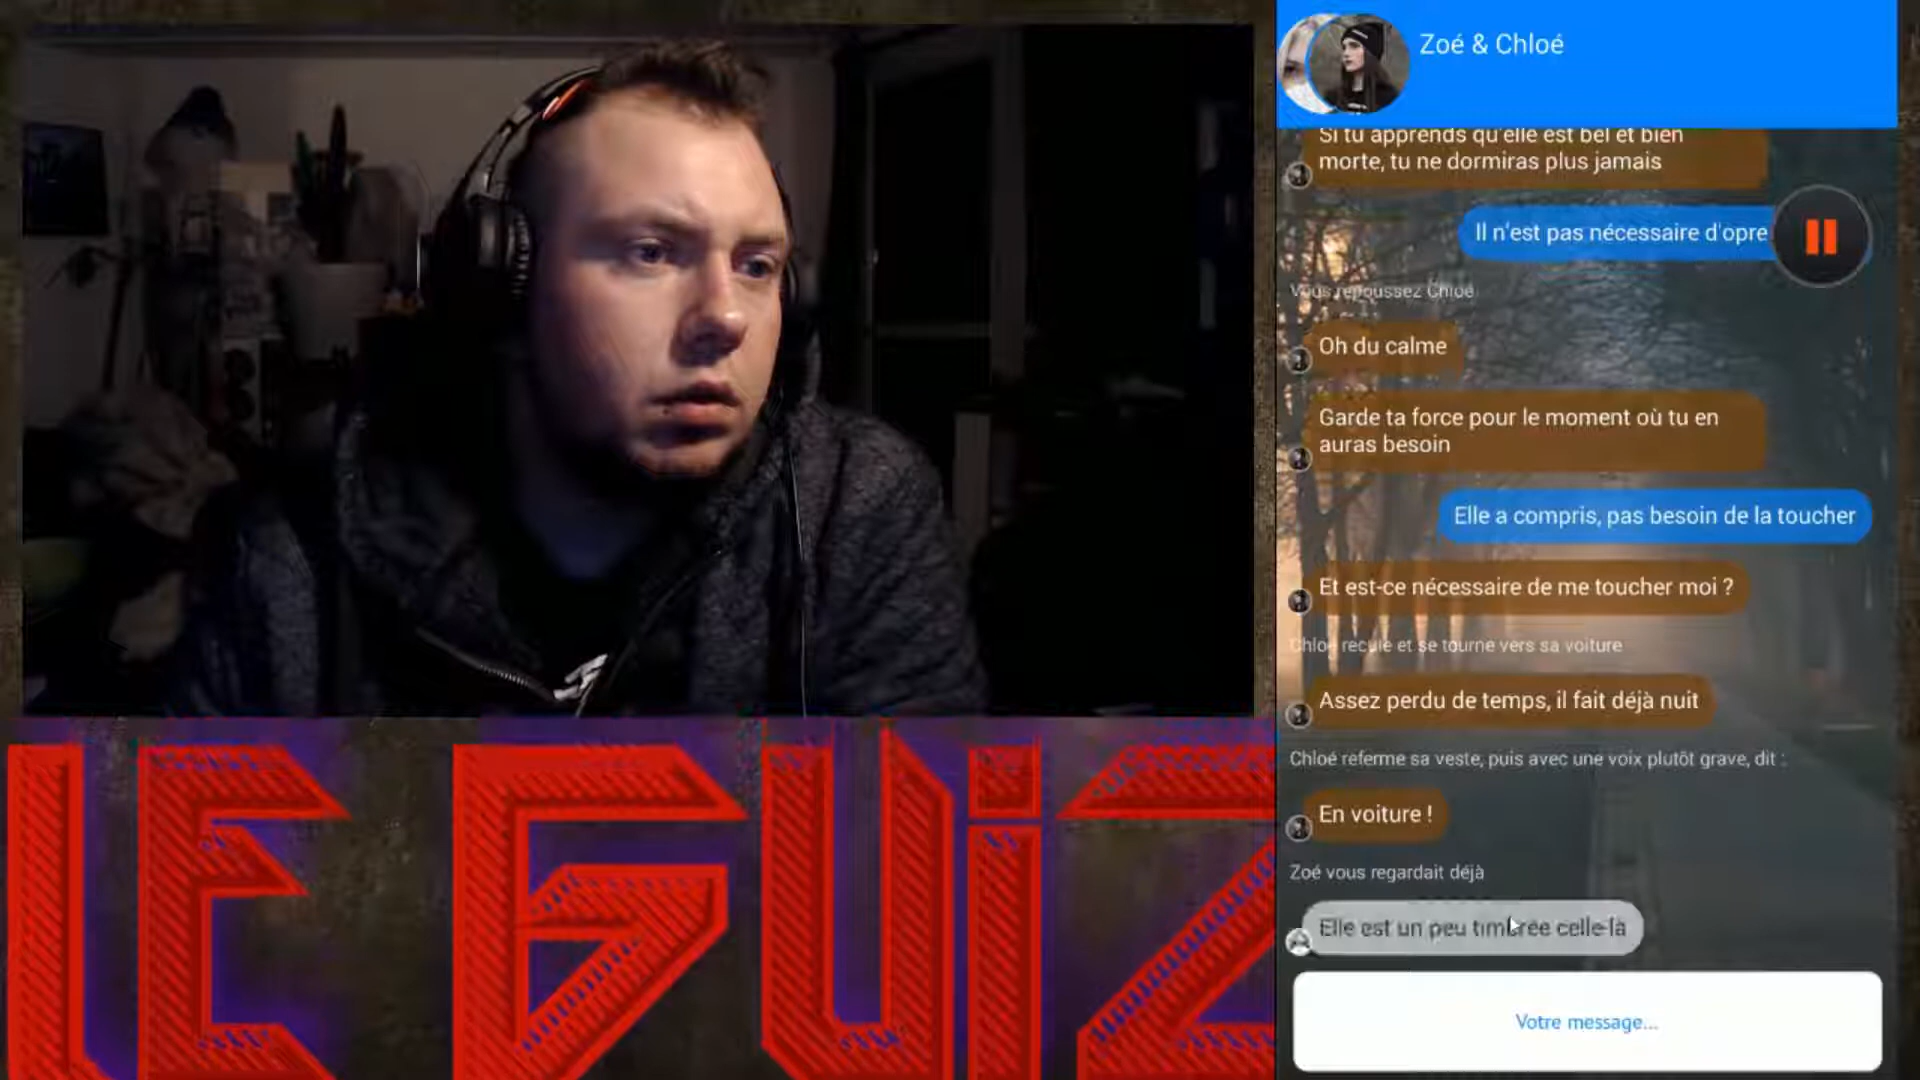 Zoé & Chloé
Si tu apprends qu'elle est bel et bien
morte, tu ne dormiras plus jamais
Il n'est pas nécessaire d'opre
Vous repoussez Chloé
Oh du calme
Garde ta force pour le moment où tu en
auras besoin
Elle a compris, pas besoin de la toucher
Et est-ce nécessaire de me toucher moi ?
Chloé recule et se tourne vers sa voiture
Assez perdu de temps, il fait déjà nuit
Chloé referme sa veste, puis avec une voix plutôt grave, dit :
En voiture !
Zoé vous regardait déjà
Elle est un peu timbrée celle-là
Votre message...
LE GUiZ